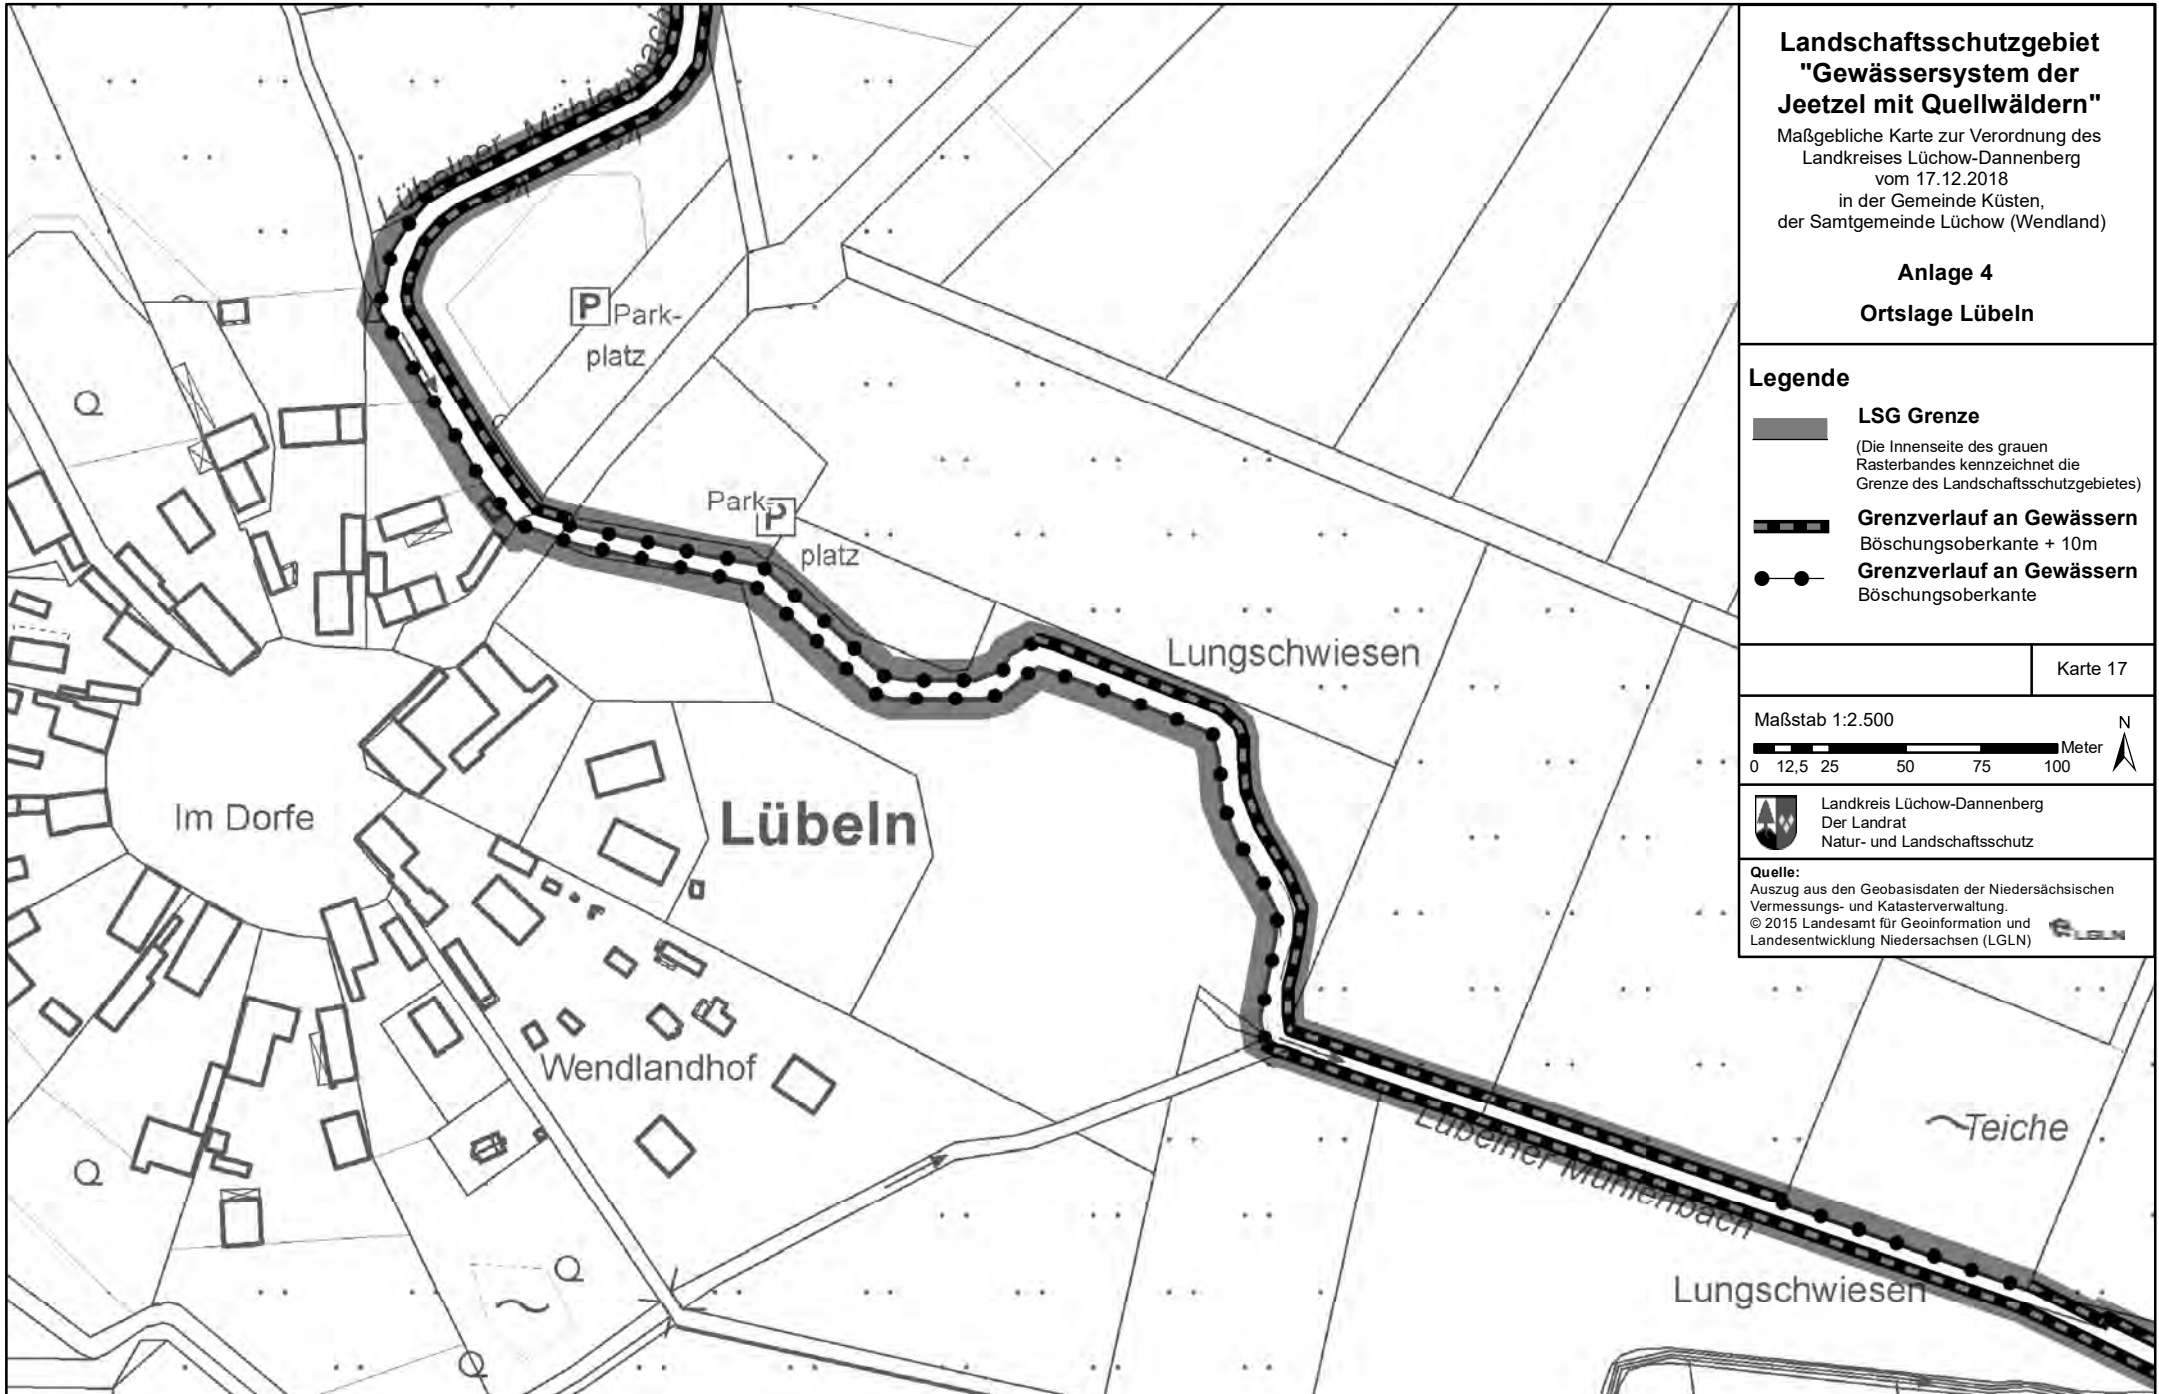 Landschaftsschutzgebiet
"Gewässersystem der
Jeetzel mit Quellwäldern"
Maßgebliche Karte zur Verordnung des
Landkreises Lüchow-Dannenberg
vom 17.12.2018
in der Gemeinde Küsten,
der Samtgemeinde Lüchow (Wendland)
Anlage 4
Ortslage Lübeln
Legende
LSG Grenze
(Die Innenseite des grauen
Rasterbandes kennzeichnet die
Grenze des Landschaftsschutzgebietes)
Grenzverlauf an Gewässern
Böschungsoberkante + 10m
Grenzverlauf an Gewässern
Böschungsoberkante
Karte 17
Maßstab 1:2.500
N
Meter
0 12,5 25 50 75 100
Landkreis Lüchow-Dannenberg
Der Landrat
Natur- und Landschaftsschutz
Quelle:
Auszug aus den Geobasisdaten der Niedersächsischen
Vermessungs- und Katasterverwaltung.
© 2015 Landesamt für Geoinformation und
Landesentwicklung Niedersachsen (LGLN)
LGLN
Lübelner Mühlenbach
P Park-
platz
Park-
P
platz
Lungschwiesen
Im Dorfe
Lübeln
Wendlandhof
Lübelner Mühlenbach
Teiche
Lungschwiesen